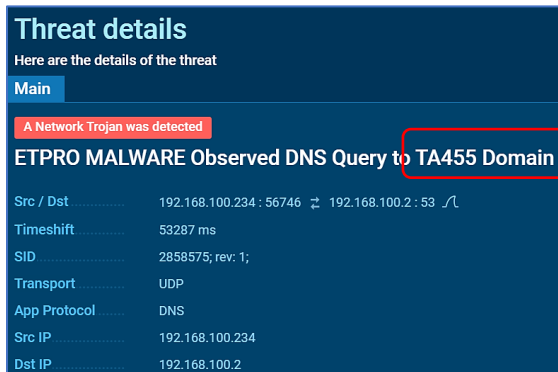 Threat details
Here are the details of the threat
Main
A Network Trojan was detected
ETPRO MALWARE Observed DNS Query to TA455 Domain
Src / Dst 192.168.100.234 : 56746 ⇄ 192.168.100.2 : 53
Timeshift 53287 ms
SID 2858575; rev: 1;
Transport UDP
App Protocol DNS
Src IP 192.168.100.234
Dst IP 192.168.100.2